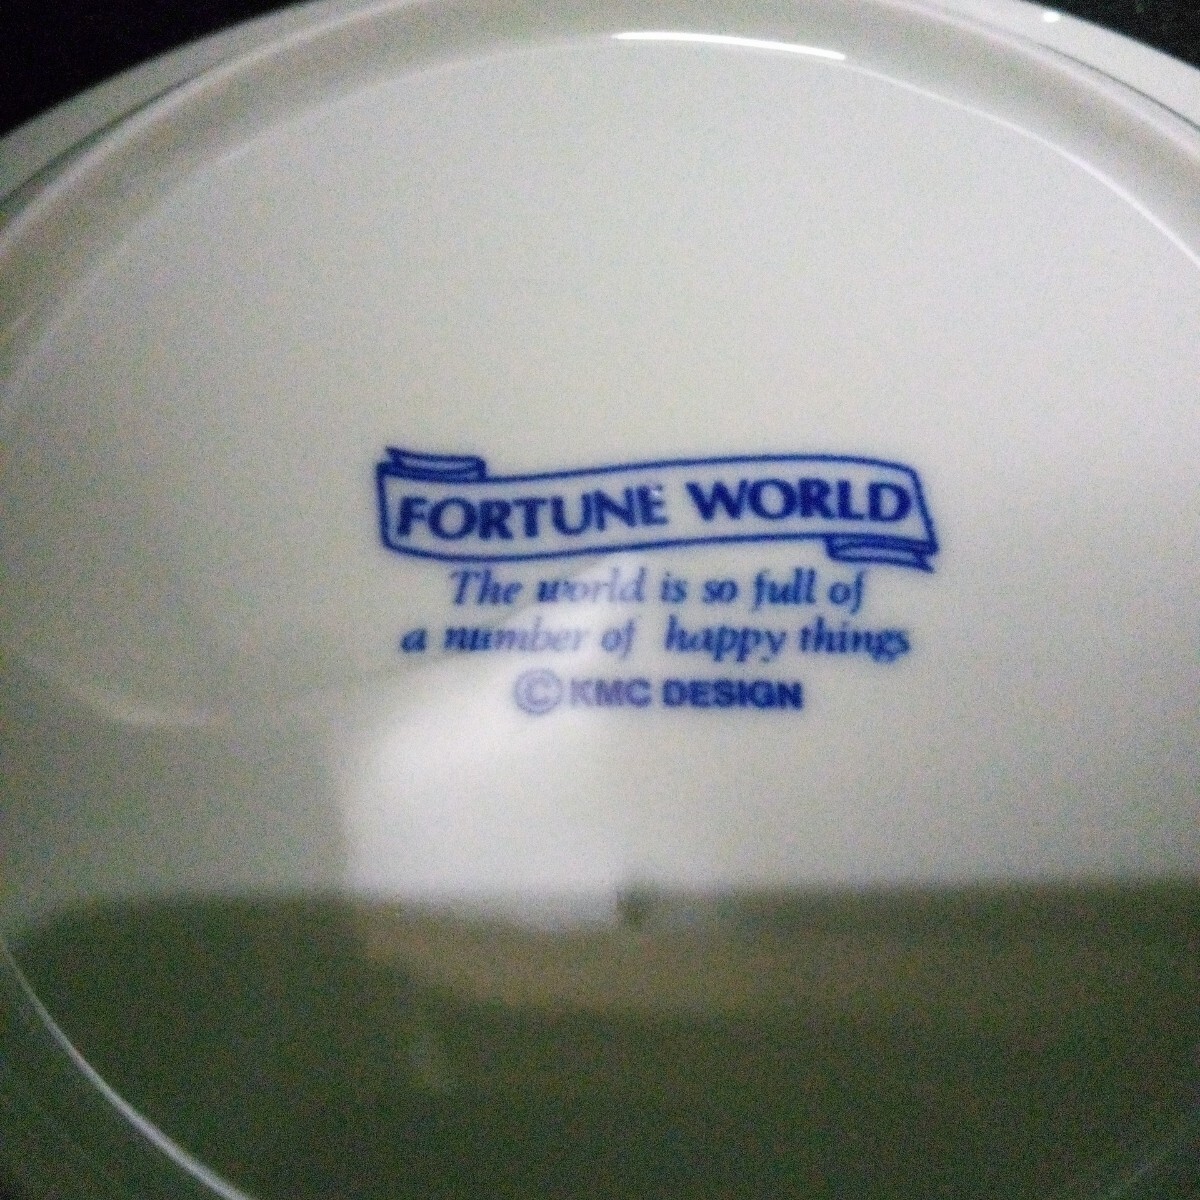 FORTUNE WORLD
The world is so full of
a number of happy things
© KMC DESIGN